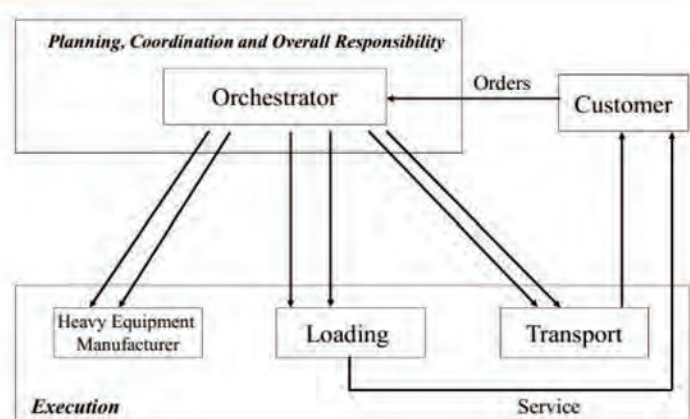 Planning, Coordination and Overall Responsibility
Orchestrator
Orders
Customer
Heavy Equipment
Manufacturer
Loading
Transport
Execution
Service